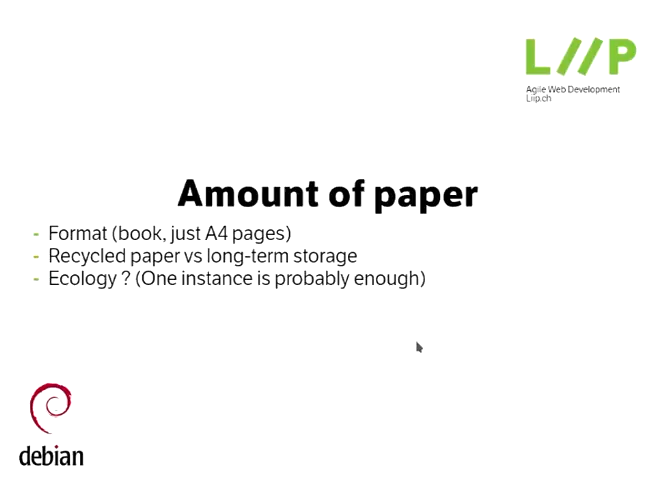 LIIP
Agile Web Development
Liip.ch
Amount of paper
- Format (book, just A4 pages)
- Recycled paper vs long-term storage
- Ecology ? (One instance is probably enough)
debian